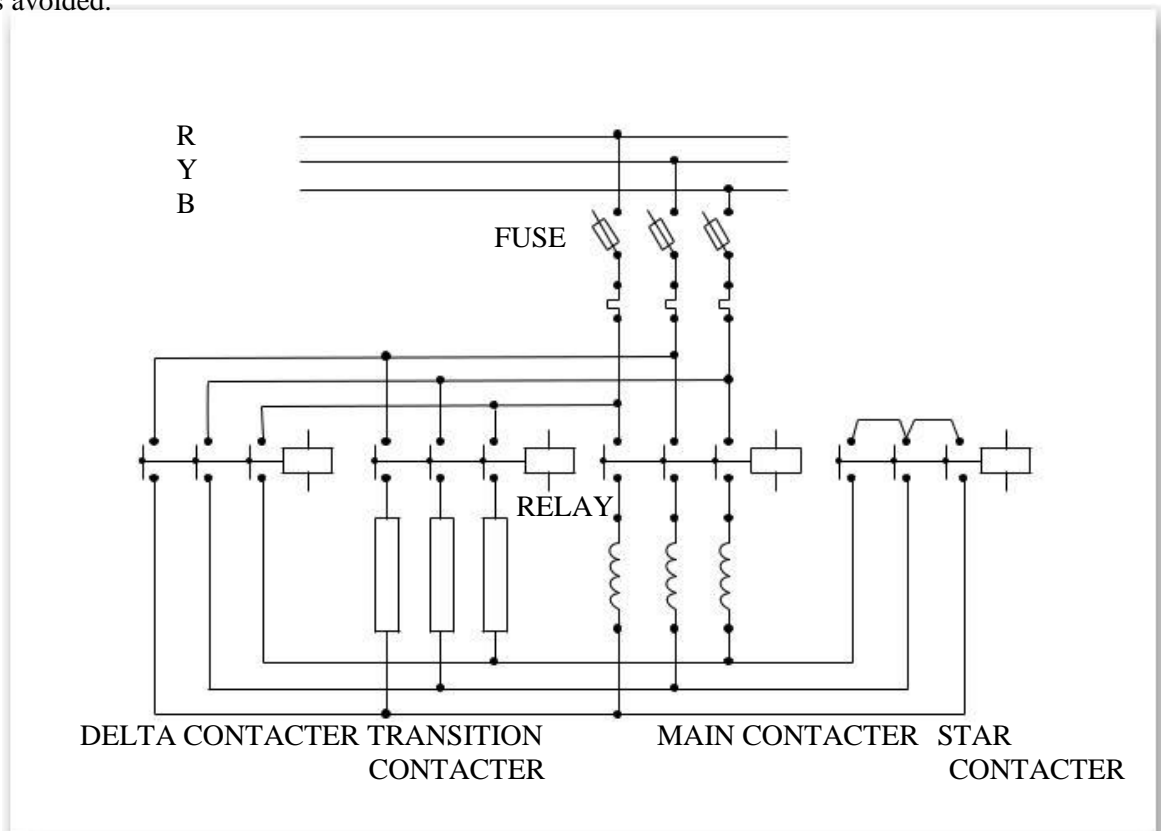 s avoided.
R
Y
B
FUSE
RELAY
DELTA CONTACTER TRANSITION CONTACTER
MAIN CONTACTER STAR CONTACTER